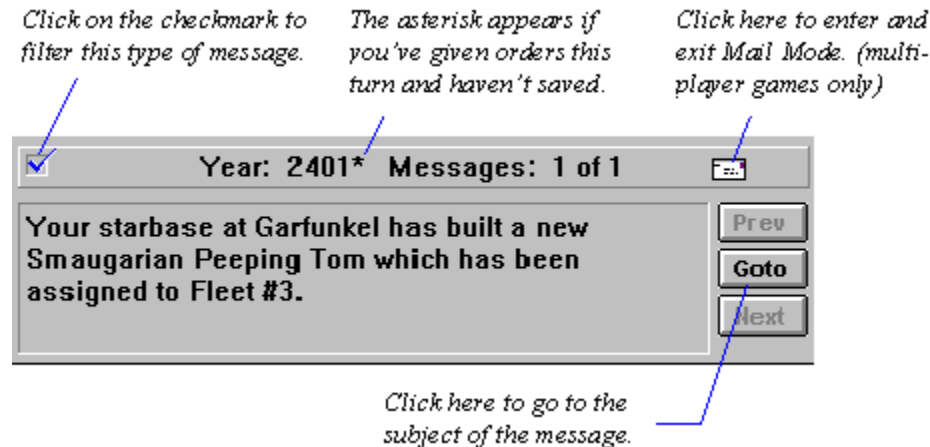 Click on the checkmark to
filter this type of message.
The asterisk appears if
you've given orders this
turn and haven't saved.
Click here to enter and
exit Mail Mode. (multi-
player games only)
Year: 2401* Messages: 1 of 1
Your starbase at Garfunkel has built a new
Smaugarian Peeping Tom which has been
assigned to Fleet #3.
Prev
Goto
Next
Click here to go to the
subject of the message.